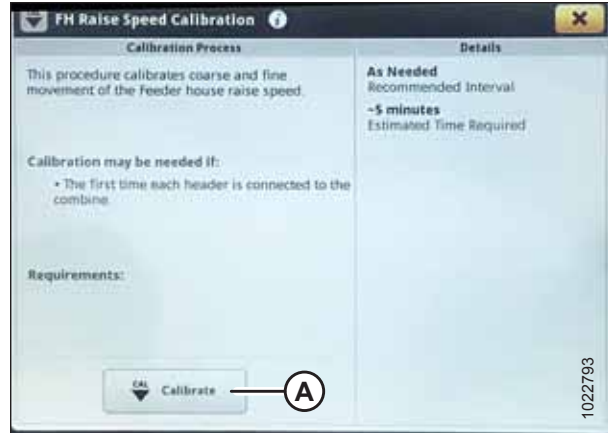 FH Raise Speed Calibration
Calibration Process
This procedure calibrates coarse and fine
movement of the Feeder house raise speed.
Calibration may be needed if:
• The first time each header is connected to the
combine.
Requirements:
CAL
Calibrate
A
Details
As Needed
Recommended Interval
~5 minutes
Estimated Time Required
1022793